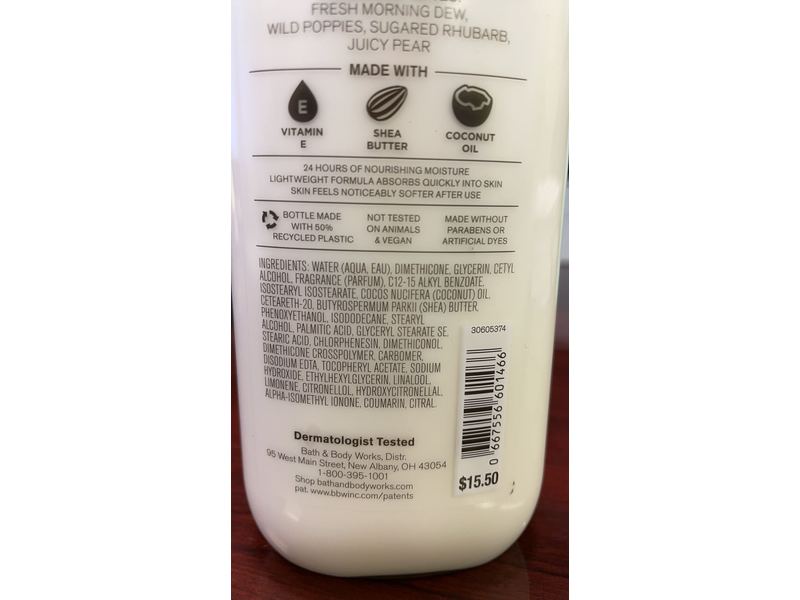 FRESH MORNING DEW,
WILD POPPIES, SUGARED RHUBARB,
JUICY PEAR
MADE WITH
E
VITAMIN
E
SHEA
BUTTER
COCONUT
OIL
24 HOURS OF NOURISHING MOISTURE
LIGHTWEIGHT FORMULA ABSORBS QUICKLY INTO SKIN
SKIN FEELS NOTICEABLY SOFTER AFTER USE
BOTTLE MADE
WITH 50%
RECYCLED PLASTIC
NOT TESTED
ON ANIMALS
& VEGAN
MADE WITHOUT
PARABENS OR
ARTIFICIAL DYES
INGREDIENTS: WATER (AQUA, EAU), DIMETHICONE, GLYCERIN, CETYL
ALCOHOL, FRAGRANCE (PARFUM), C12-15 ALKYL BENZOATE,
ISOSTEARYL ISOSTEARATE, COCOS NUCIFERA (COCONUT) OIL,
CETEARETH-20, BUTYROSPERMUM PARKII (SHEA) BUTTER,
PHENOXYETHANOL, ISODODECANE, STEARYL
ALCOHOL, PALMITIC ACID, GLYCERYL STEARATE SE,
STEARIC ACID, CHLORPHENESIN, DIMETHICONOL,
DIMETHICONE CROSSPOLYMER, CARBOMER,
DISODIUM EDTA, TOCOPHERYL ACETATE, SODIUM
HYDROXIDE, ETHYLHEXYLGLYCERIN, LINALOOL,
LIMONENE, CITRONELLOL, HYDROXYCITRONELLAL,
ALPHA-ISOMETHYL IONONE, COUMARIN, CITRAL.
30605374
0 667556 601466
$15.50
Dermatologist Tested
Bath & Body Works, Distr.
95 West Main Street, New Albany, OH 43054
1-800-395-1001
Shop bathandbodyworks.com
pat. www.bbwinc.com/patents